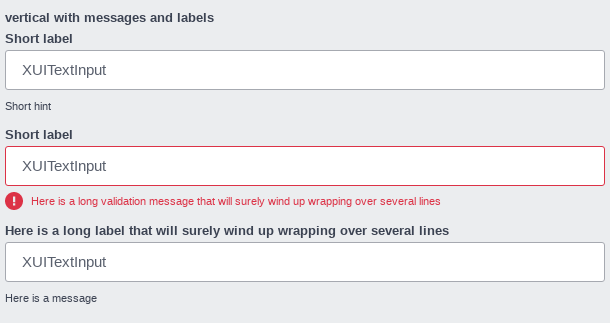 vertical with messages and labels
Short label
XUITextInput
Short hint
Short label
XUITextInput
Here is a long validation message that will surely wind up wrapping over several lines
Here is a long label that will surely wind up wrapping over several lines
XUITextInput
Here is a message